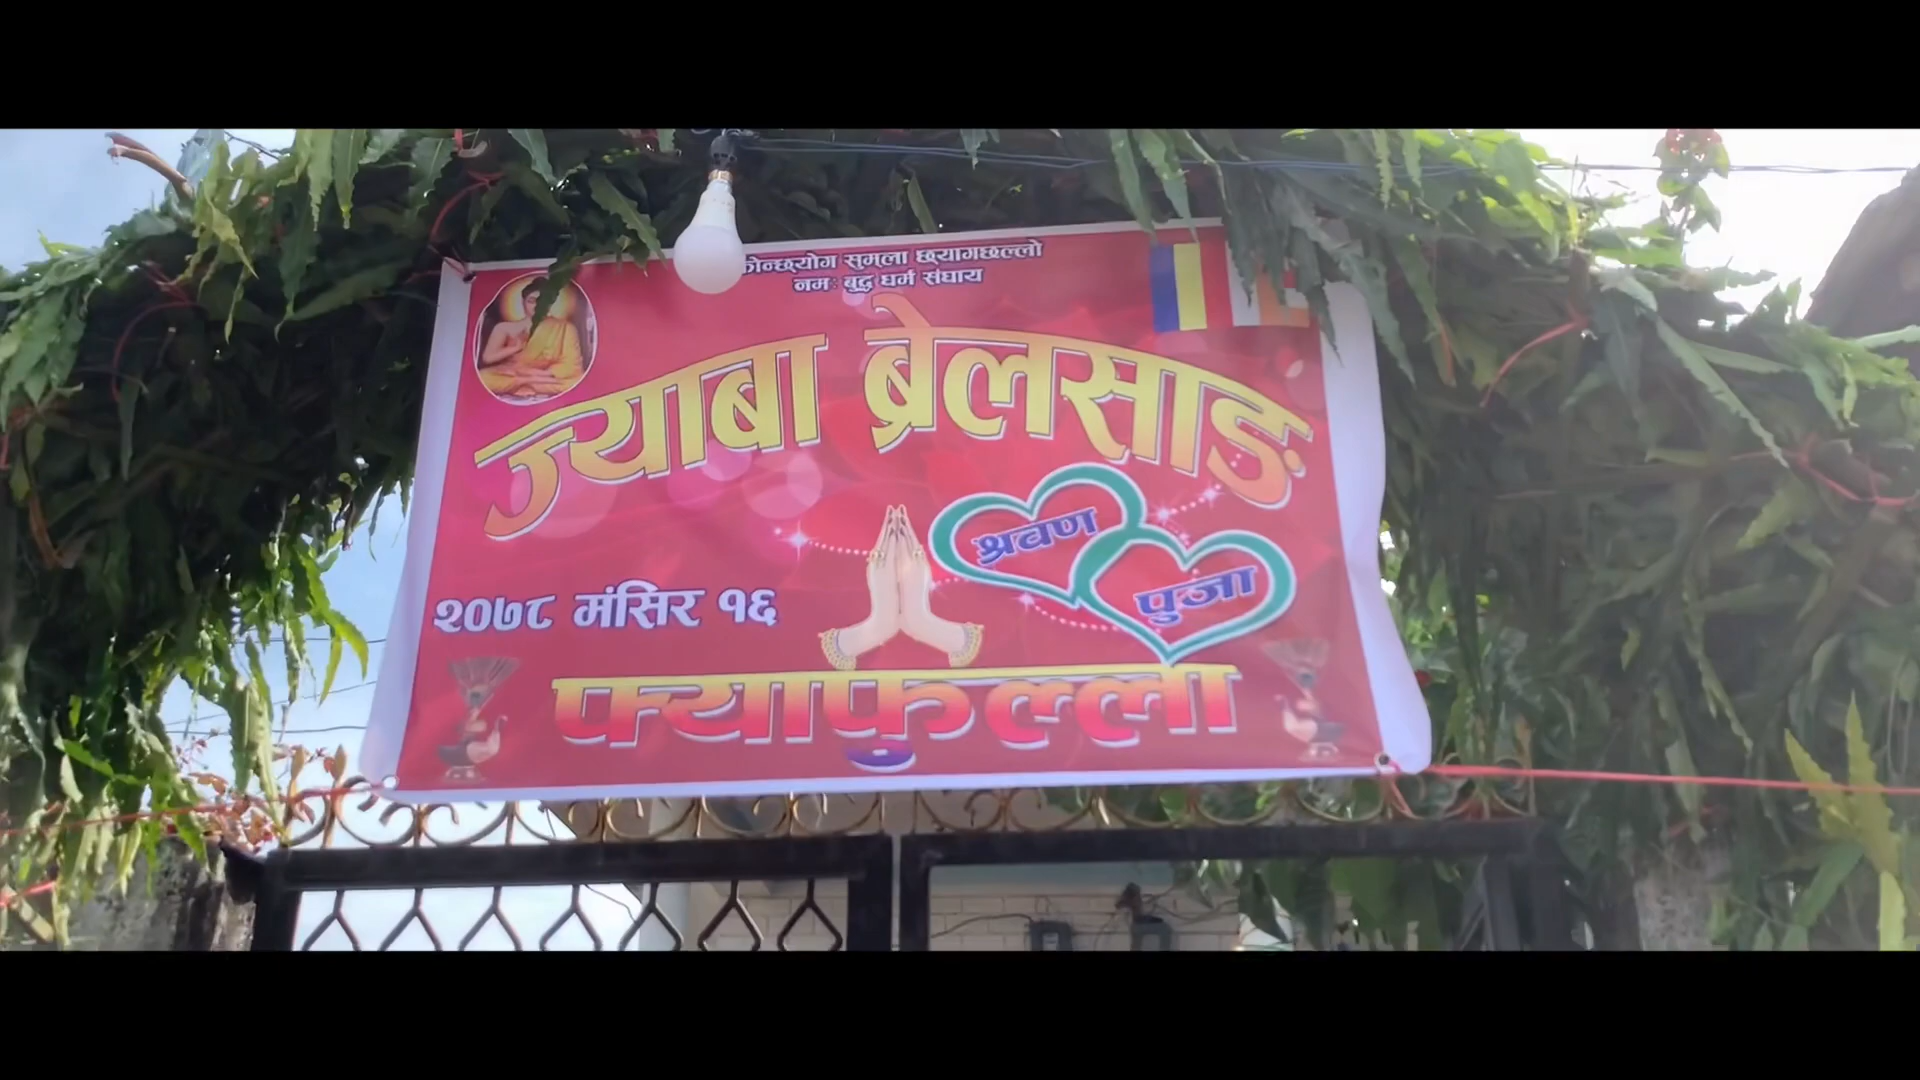 कोन्छ्योग सुमला छ्यागछल्लो
नमः बुद्ध धर्म संघाय
ज्याबा ब्रेलसाङ
श्रवण
पुजा
२०७८ मंसिर १६
फ्याफुल्ला